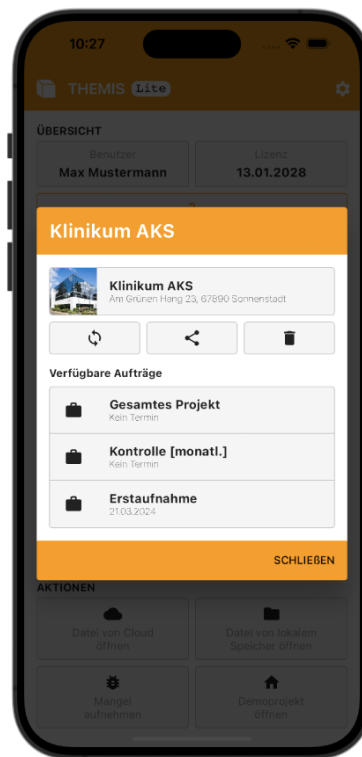 10:27
THEMIS Lite
ÜBERSICHT
Benutzer
Lizenz
Max Mustermann
13.01.2028
Klinikum AKS
Klinikum AKS
Am Grünen Hang 23, 67890 Sonnenstadt
Verfügbare Aufträge
Gesamtes Projekt
Kein Termin
Kontrolle [monatl.]
Kein Termin
Erstaufnahme
21.03.2024
SCHLIEßEN
AKTIONEN
Datei von Cloud
öffnen
Datei von lokalem
Speicher öffnen
Mangel
aufnehmen
Demoprojekt
öffnen